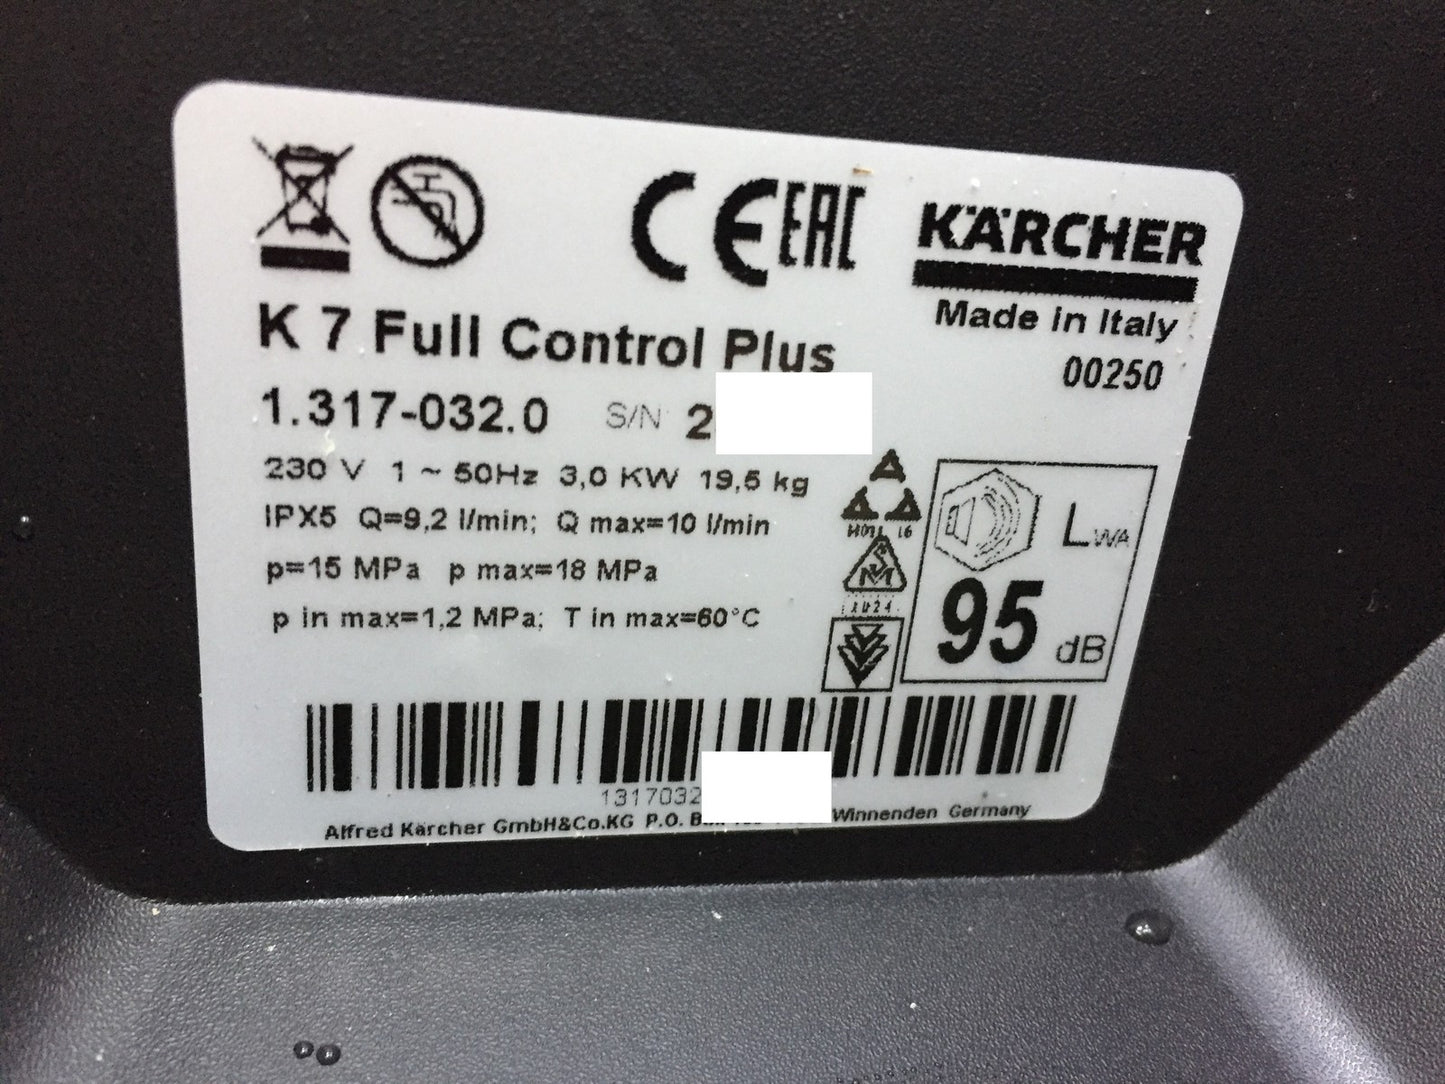 CE EAC
KÄRCHER
Made in Italy
00250
K 7 Full Control Plus
1.317-032.0 S/N 2
230 V 1 ~ 50Hz 3,0 KW 19,5 kg
IPX5 Q=9,2 l/min; Q max=10 l/min
p=15 MPa p max=18 MPa
p in max=1,2 MPa; T in max=60°C
LWA
95 dB
1317032
Alfred Kärcher GmbH&Co.KG P.O. Winnenden Germany